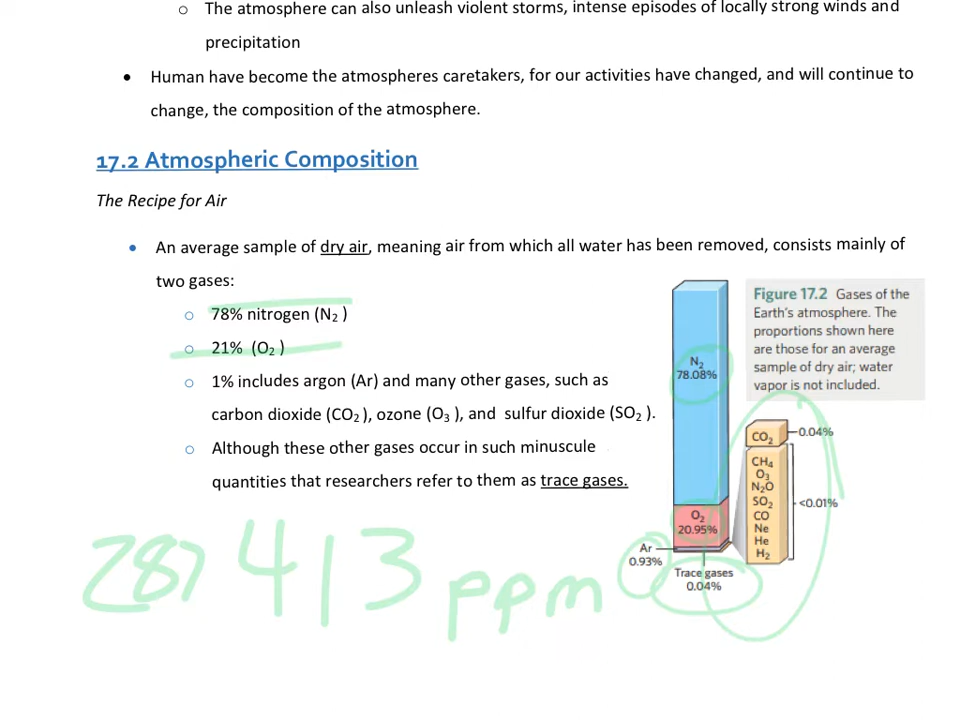 o The atmosphere can also unleash violent storms, intense episodes of locally strong winds and
precipitation
• Human have become the atmospheres caretakers, for our activities have changed, and will continue to
change, the composition of the atmosphere.
17.2 Atmospheric Composition
The Recipe for Air
• An average sample of dry air, meaning air from which all water has been removed, consists mainly of
two gases:
o 78% nitrogen (N₂ )
o 21% (O₂ )
o 1% includes argon (Ar) and many other gases, such as
carbon dioxide (CO₂ ), ozone (O₃ ), and sulfur dioxide (SO₂ ).
o Although these other gases occur in such minuscule
quantities that researchers refer to them as trace gases.
Figure 17.2 Gases of the
Earth's atmosphere. The
proportions shown here
are those for an average
sample of dry air; water
vapor is not included.
N₂
78.08%
O₂
20.95%
Ar
0.93%
Trace gases
0.04%
CO₂
0.04%
CH₄
O₃
N₂O
SO₂
CO
Ne
He
H₂
<0.01%
287 413 ppm